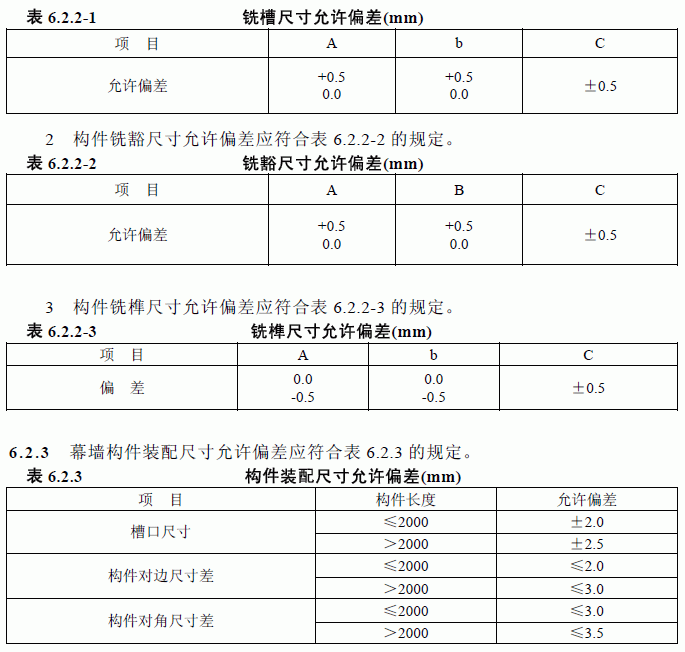 表 6.2.2-1 铣槽尺寸允许偏差(mm)
项 目 A b C
允许偏差 +0.5 0.0 +0.5 0.0 ±0.5
2 构件铣豁尺寸允许偏差应符合表 6.2.2-2 的规定。
表 6.2.2-2 铣豁尺寸允许偏差(mm)
项 目 A B C
允许偏差 +0.5 0.0 +0.5 0.0 ±0.5
3 构件铣榫尺寸允许偏差应符合表 6.2.2-3 的规定。
表 6.2.2-3 铣榫尺寸允许偏差(mm)
项 目 A b C
偏 差 0.0 -0.5 0.0 -0.5 ±0.5
6.2.3 幕墙构件装配尺寸允许偏差应符合表 6.2.3 的规定。
表 6.2.3 构件装配尺寸允许偏差(mm)
项 目 构件长度 允许偏差
槽口尺寸 ≤2000 ±2.0
>2000 ±2.5
构件对边尺寸差 ≤2000 ≤2.0
>2000 ≤3.0
构件对角尺寸差 ≤2000 ≤3.0
>2000 ≤3.5